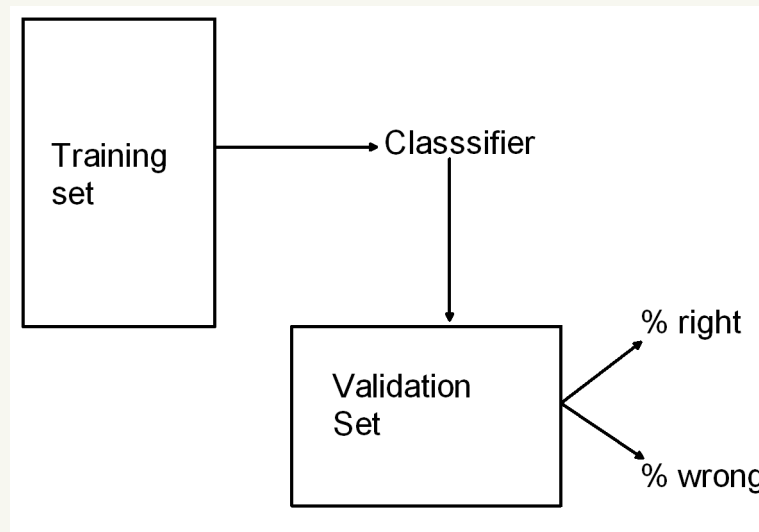 Training
set
Classsifier
Validation
Set
% right
% wrong